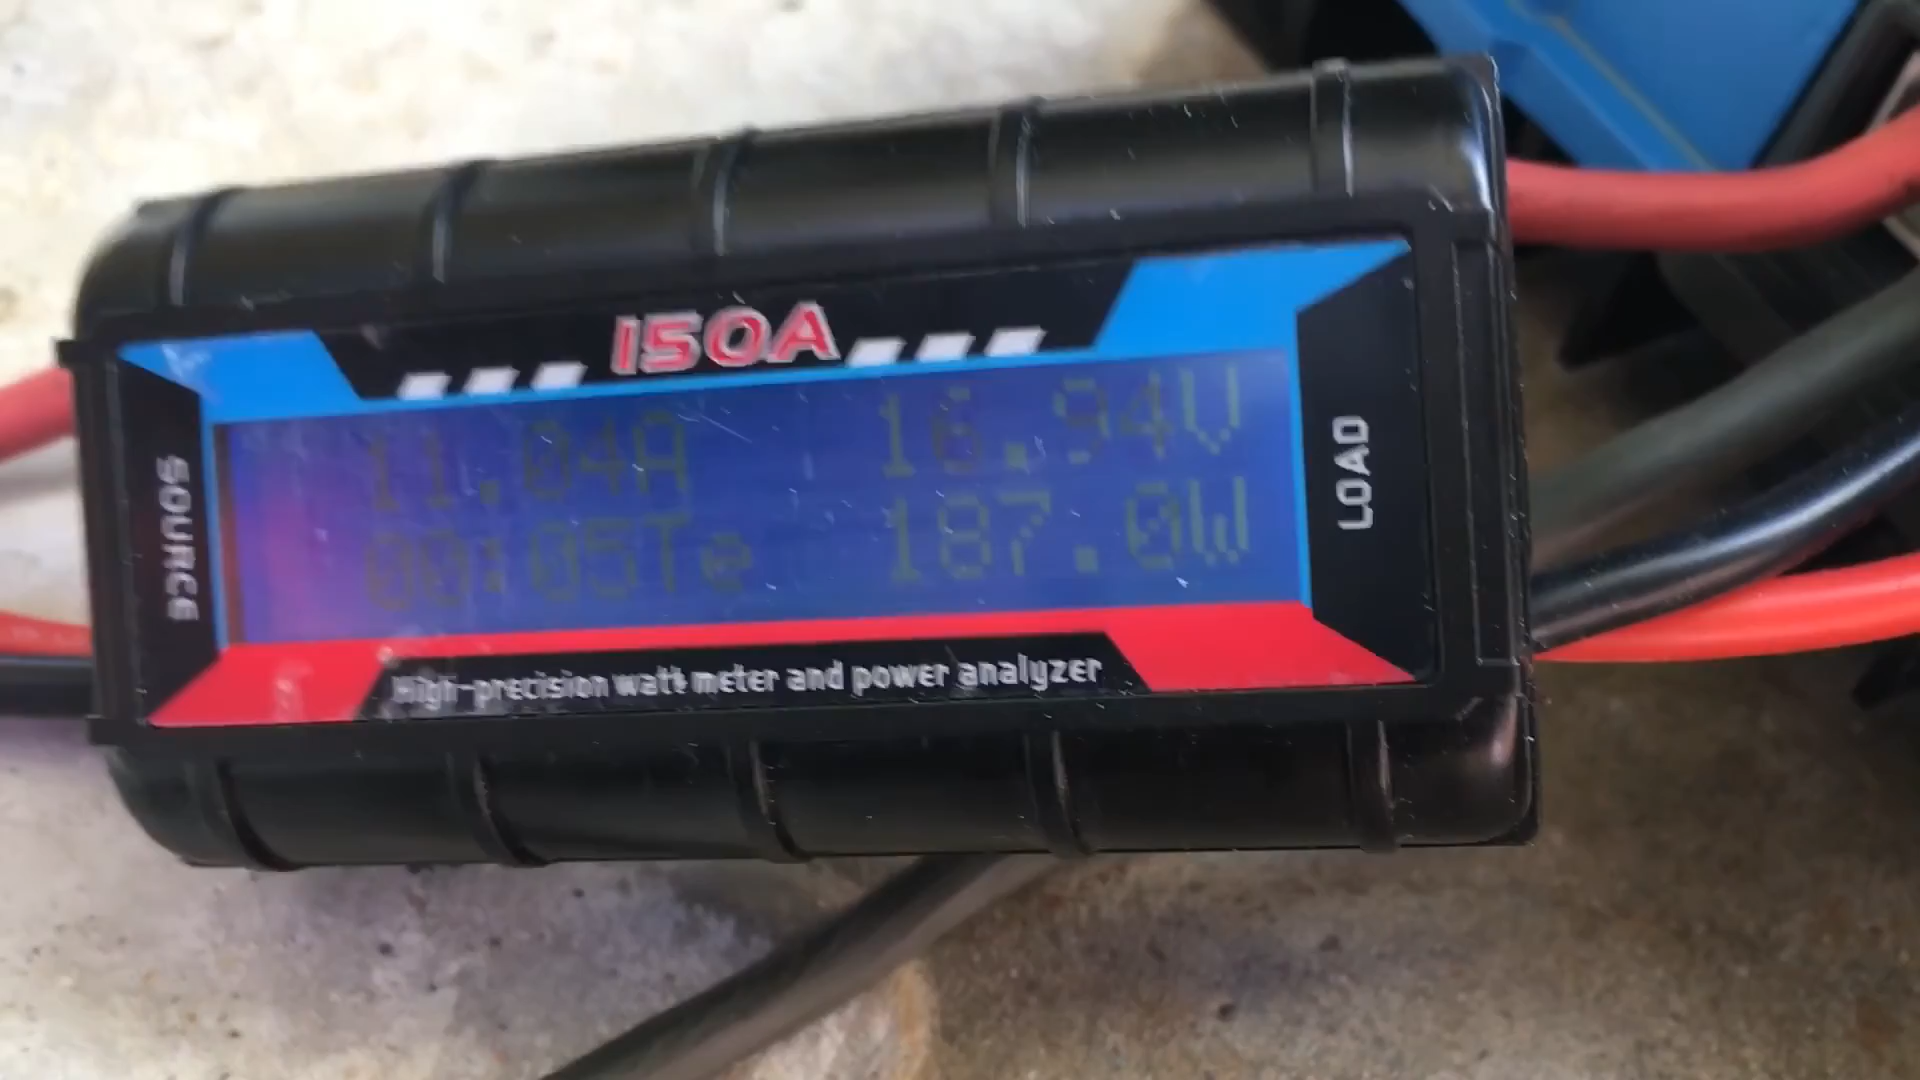 150A
11.04A 16.94V
00:05Te 187.0W
SOURCE
LOAD
High-precision watt meter and power analyzer